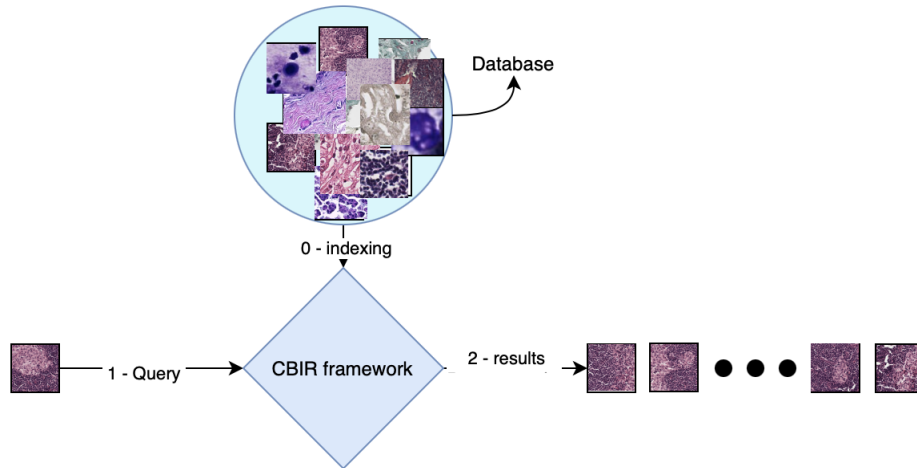 Database
0 - indexing
1 - Query
CBIR framework
2 - results